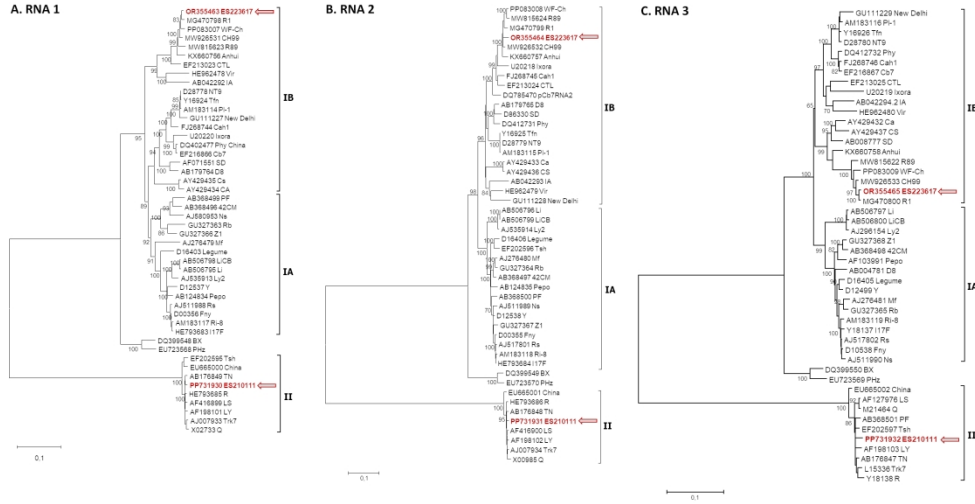 A. RNA 1
OR355463 ES223617
MG470798 R1
PP083007 WF-Ch
MW926531 CH99
MW815623 R89
KX660756 Anhui
EF213023 CTL
HE962478 Vir
AB042292 IA
D28778 NT9
Y16924 Tfn
AM183114 PI-1
GU111227 New Delhi
FJ268744 Cah1
U20220 Ixora
DQ402477 Phy China
EF216866 Cb7
AF071551 SD
AB179764 D8
AY429435 Cs
AY429434 CA
IB
AB368499 PF
AB368496 42CM
AJ580953 Ns
GU327363 Rb
GU327366 Z1
AJ276479 Mf
D16403 Legume
AB506798 LiCB
AB506795 Li
AJ535913 Ly2
D12537 Y
AB124834 Pepo
AJ511988 Rs
D00356 Fny
AM183117 Ri-8
HE793683 I17F
IA
DQ399548 BX
EU723568 PHz
EF202595 Tsh
EU665000 China
AB176849 TN
PP731930 ES210111
HE793685 R
AF416899 LS
AF198101 LY
AJ007933 Trk7
X02733 Q
II
0.1
B. RNA 2
PP083008 WF-Ch
MW815624 R89
MG470799 R1
OR355464 ES223617
MW926532 CH99
KX660757 Anhui
U20218 Ixora
FJ268745 Cah1
EF213024 CTL
DQ785470 pCb7RNA2
AB179765 D8
D86330 SD
DQ412731 Phy
Y16925 Tfn
D28779 NT9
AM183115 PI-1
AY429433 Ca
AY429436 CS
AB042293 IA
HE962479 Vir
GU111228 New Delhi
IB
AB506796 Li
AB506799 LiCB
AJ535914 Ly2
D16406 Legume
EF202596 Tsh
AJ276480 Mf
GU327364 Rb
AB368497 42CM
AB124835 Pepo
AB368500 PF
AJ511989 Ns
D12538 Y
GU327367 Z1
D00355 Fny
AJ517801 Rs
AM183118 Ri-8
HE793684 I17F
IA
DQ399549 BX
EU723570 PHz
EU665001 China
HE793686 R
AB176848 TN
PP731931 ES210111
AF416900 LS
AF198102 LY
AJ007934 Trk7
X00985 Q
II
0.1
C. RNA 3
GU111229 New Delhi
AM183116 PI-1
Y16926 Tfn
D28780 NT9
DQ412732 Phy
FJ268746 Cah1
EF216867 Cb7
EF213025 CTL
U20219 Ixora
AB042294.2 IA
HE962480 Vir
AY429432 Ca
AY429437 CS
AB008777 SD
KX660758 Anhui
MW815622 R89
PP083009 WF-Ch
MW926533 CH99
OR355465 ES223617
MG470800 R1
AB506797 Li
AB506800 LiCB
AJ296154 Ly2
GU327368 Z1
AB368498 42CM
AF103991 Pepo
AB004781 D8
D16405 Legume
D12499 Y
AJ276481 Mf
GU327365 Rb
AM183119 Ri-8
Y18137 I17F
AJ517802 Rs
D10538 Fny
AJ511990 Ns
IA
DQ399550 BX
EU723569 PHz
EU665002 China
AF127976 LS
M21464 Q
AB368501 PF
EF202597 Tsh
PP731932 ES210111
AF198103 LY
AB176847 TN
L15336 Trk7
Y18138 R
0.1